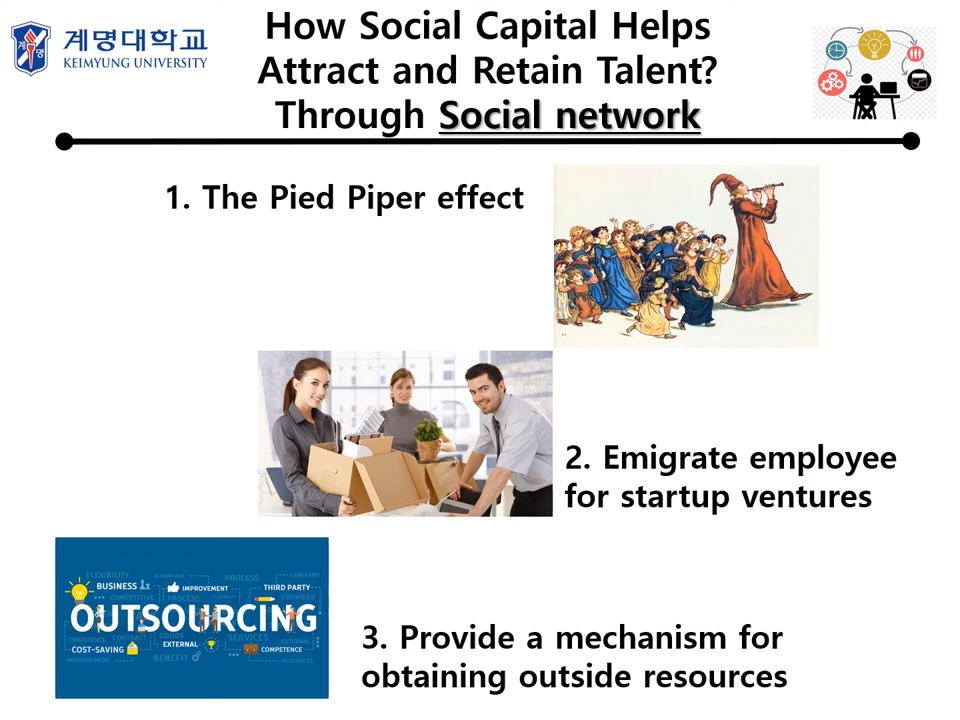 계명대학교
KEIMYUNG UNIVERSITY
계
명
How Social Capital Helps
Attract and Retain Talent?
Through Social network
1. The Pied Piper effect
2. Emigrate employee
for startup ventures
FLEXIBILITY
PROCESS
COMPANY
BUSINESS
IMPROVEMENT
THIRD PARTY
COMPETITIVE
PROCESS
PROVIDER
OUTSOURCING
COMPETENCE
CONTRACT
GOODS
SERVICES
EXTERNAL
COST-SAVING
EXTERNAL
COMPETENCE
IMPROVEMENT
BENEFIT
RESOURCES
3. Provide a mechanism for
obtaining outside resources